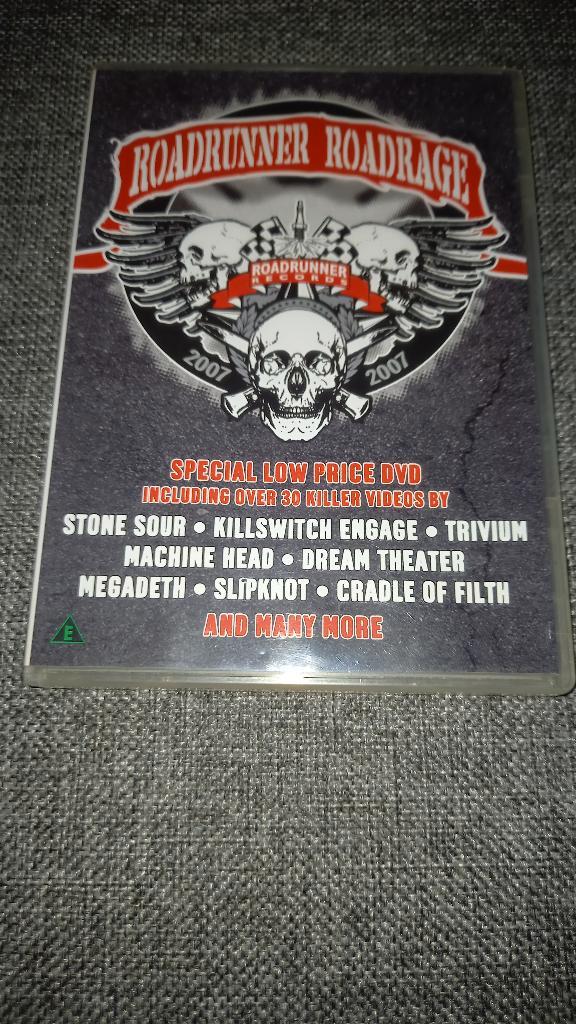 ROADRUNNER ROADRAGE
ROADRUNNER
RECORDS
2007 2007
SPECIAL LOW PRICE DVD
INCLUDING OVER 30 KILLER VIDEOS BY
STONE SOUR • KILLSWITCH ENGAGE • TRIVIUM
MACHINE HEAD • DREAM THEATER
MEGADETH • SLIPKNOT • CRADLE OF FILTH
AND MANY MORE
E